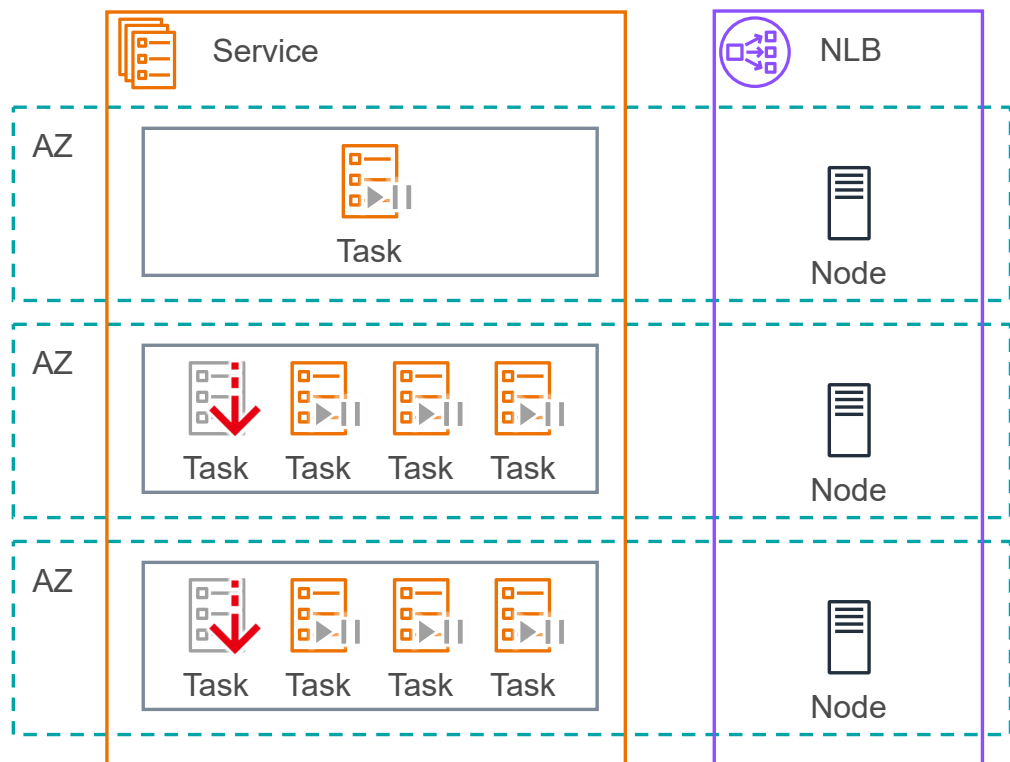 Service
NLB
AZ
Task
Node
AZ
Task Task Task Task
Node
AZ
Task Task Task Task
Node